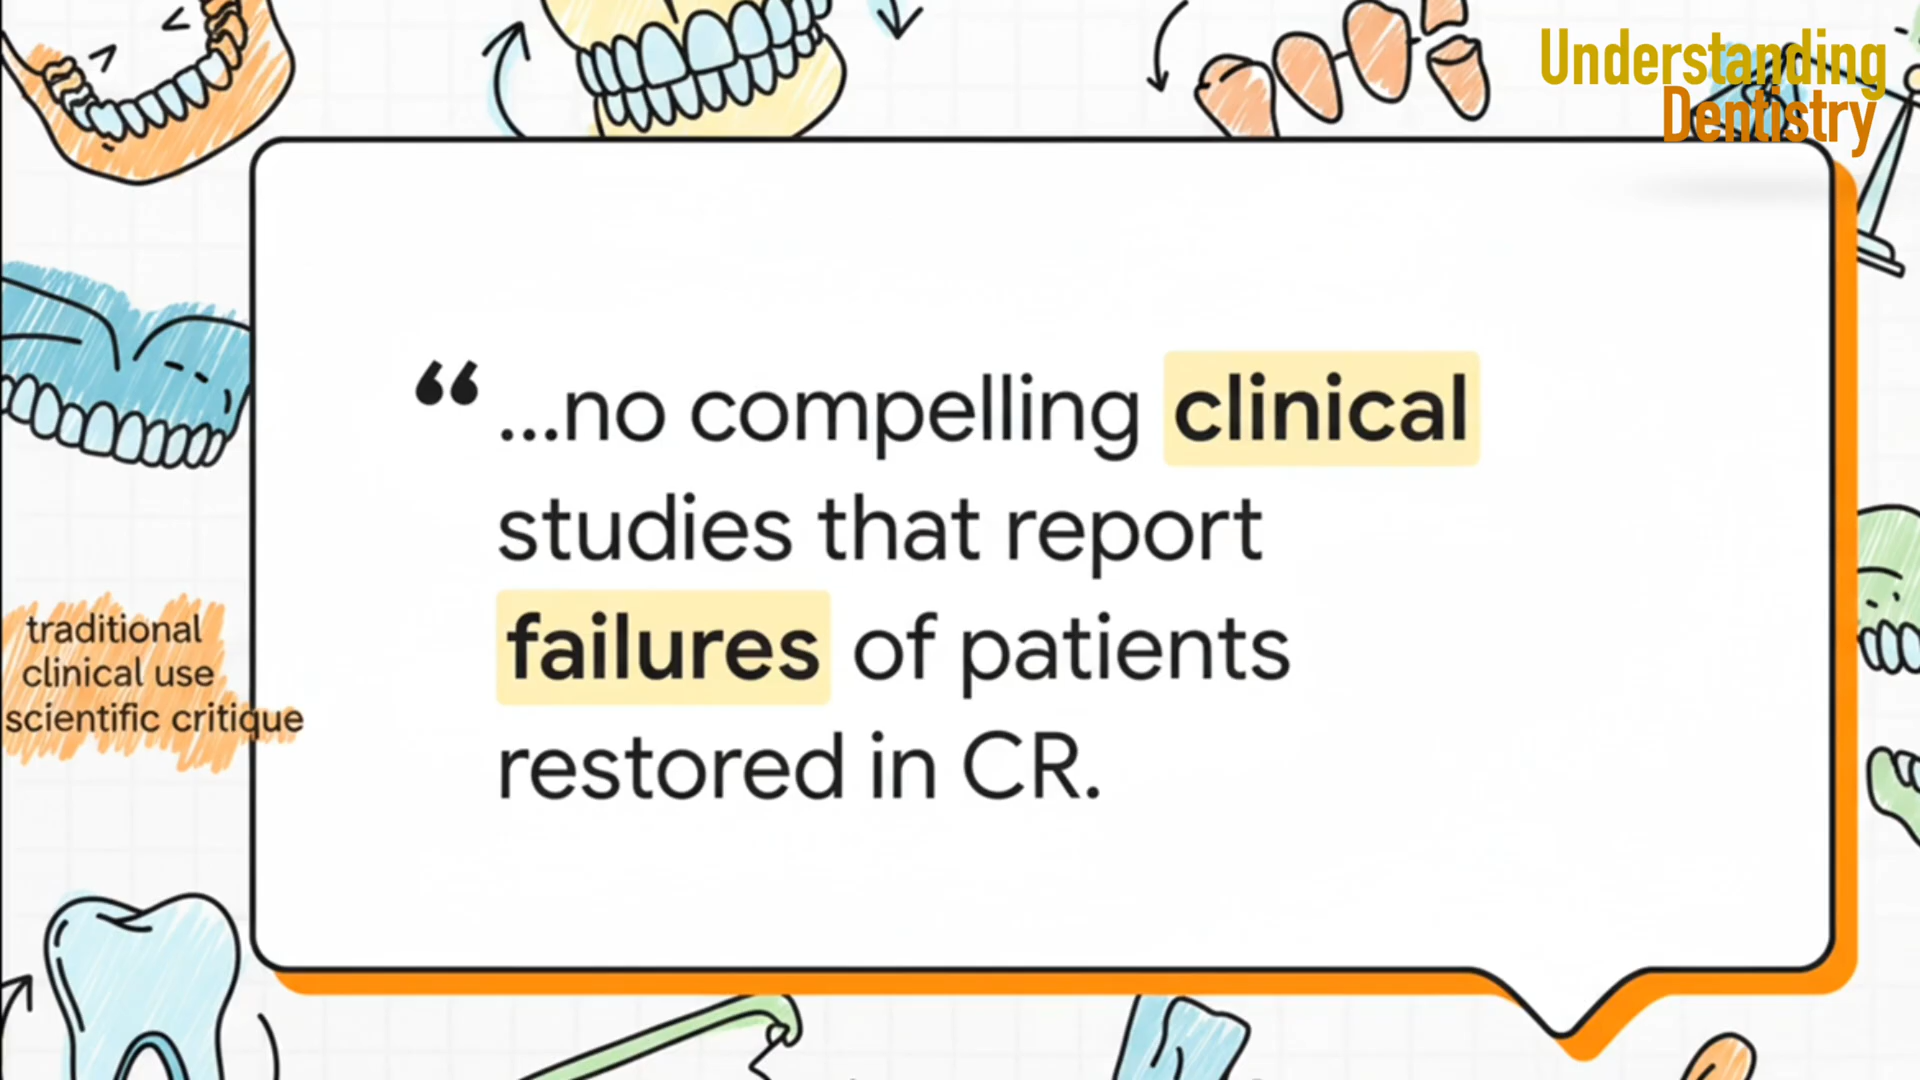 Understanding
Dentistry
“ ...no compelling clinical
studies that report
failures of patients
restored in CR.
traditional
clinical use
scientific critique